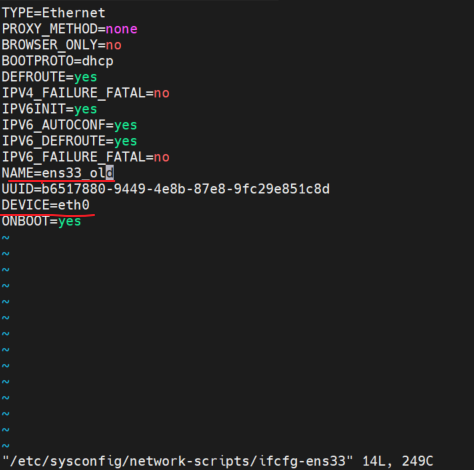 TYPE=Ethernet
PROXY_METHOD=none
BROWSER_ONLY=no
BOOTPROTO=dhcp
DEFROUTE=yes
IPV4_FAILURE_FATAL=no
IPV6INIT=yes
IPV6_AUTOCONF=yes
IPV6_DEFROUTE=yes
IPV6_FAILURE_FATAL=no
NAME=ens33_old
UUID=b6517880-9449-4e8b-87e8-9fc29e851c8d
DEVICE=eth0
ONBOOT=yes
~
~
~
~
~
~
~
~
~
~
~
~
~
~
"/etc/sysconfig/network-scripts/ifcfg-ens33" 14L, 249C